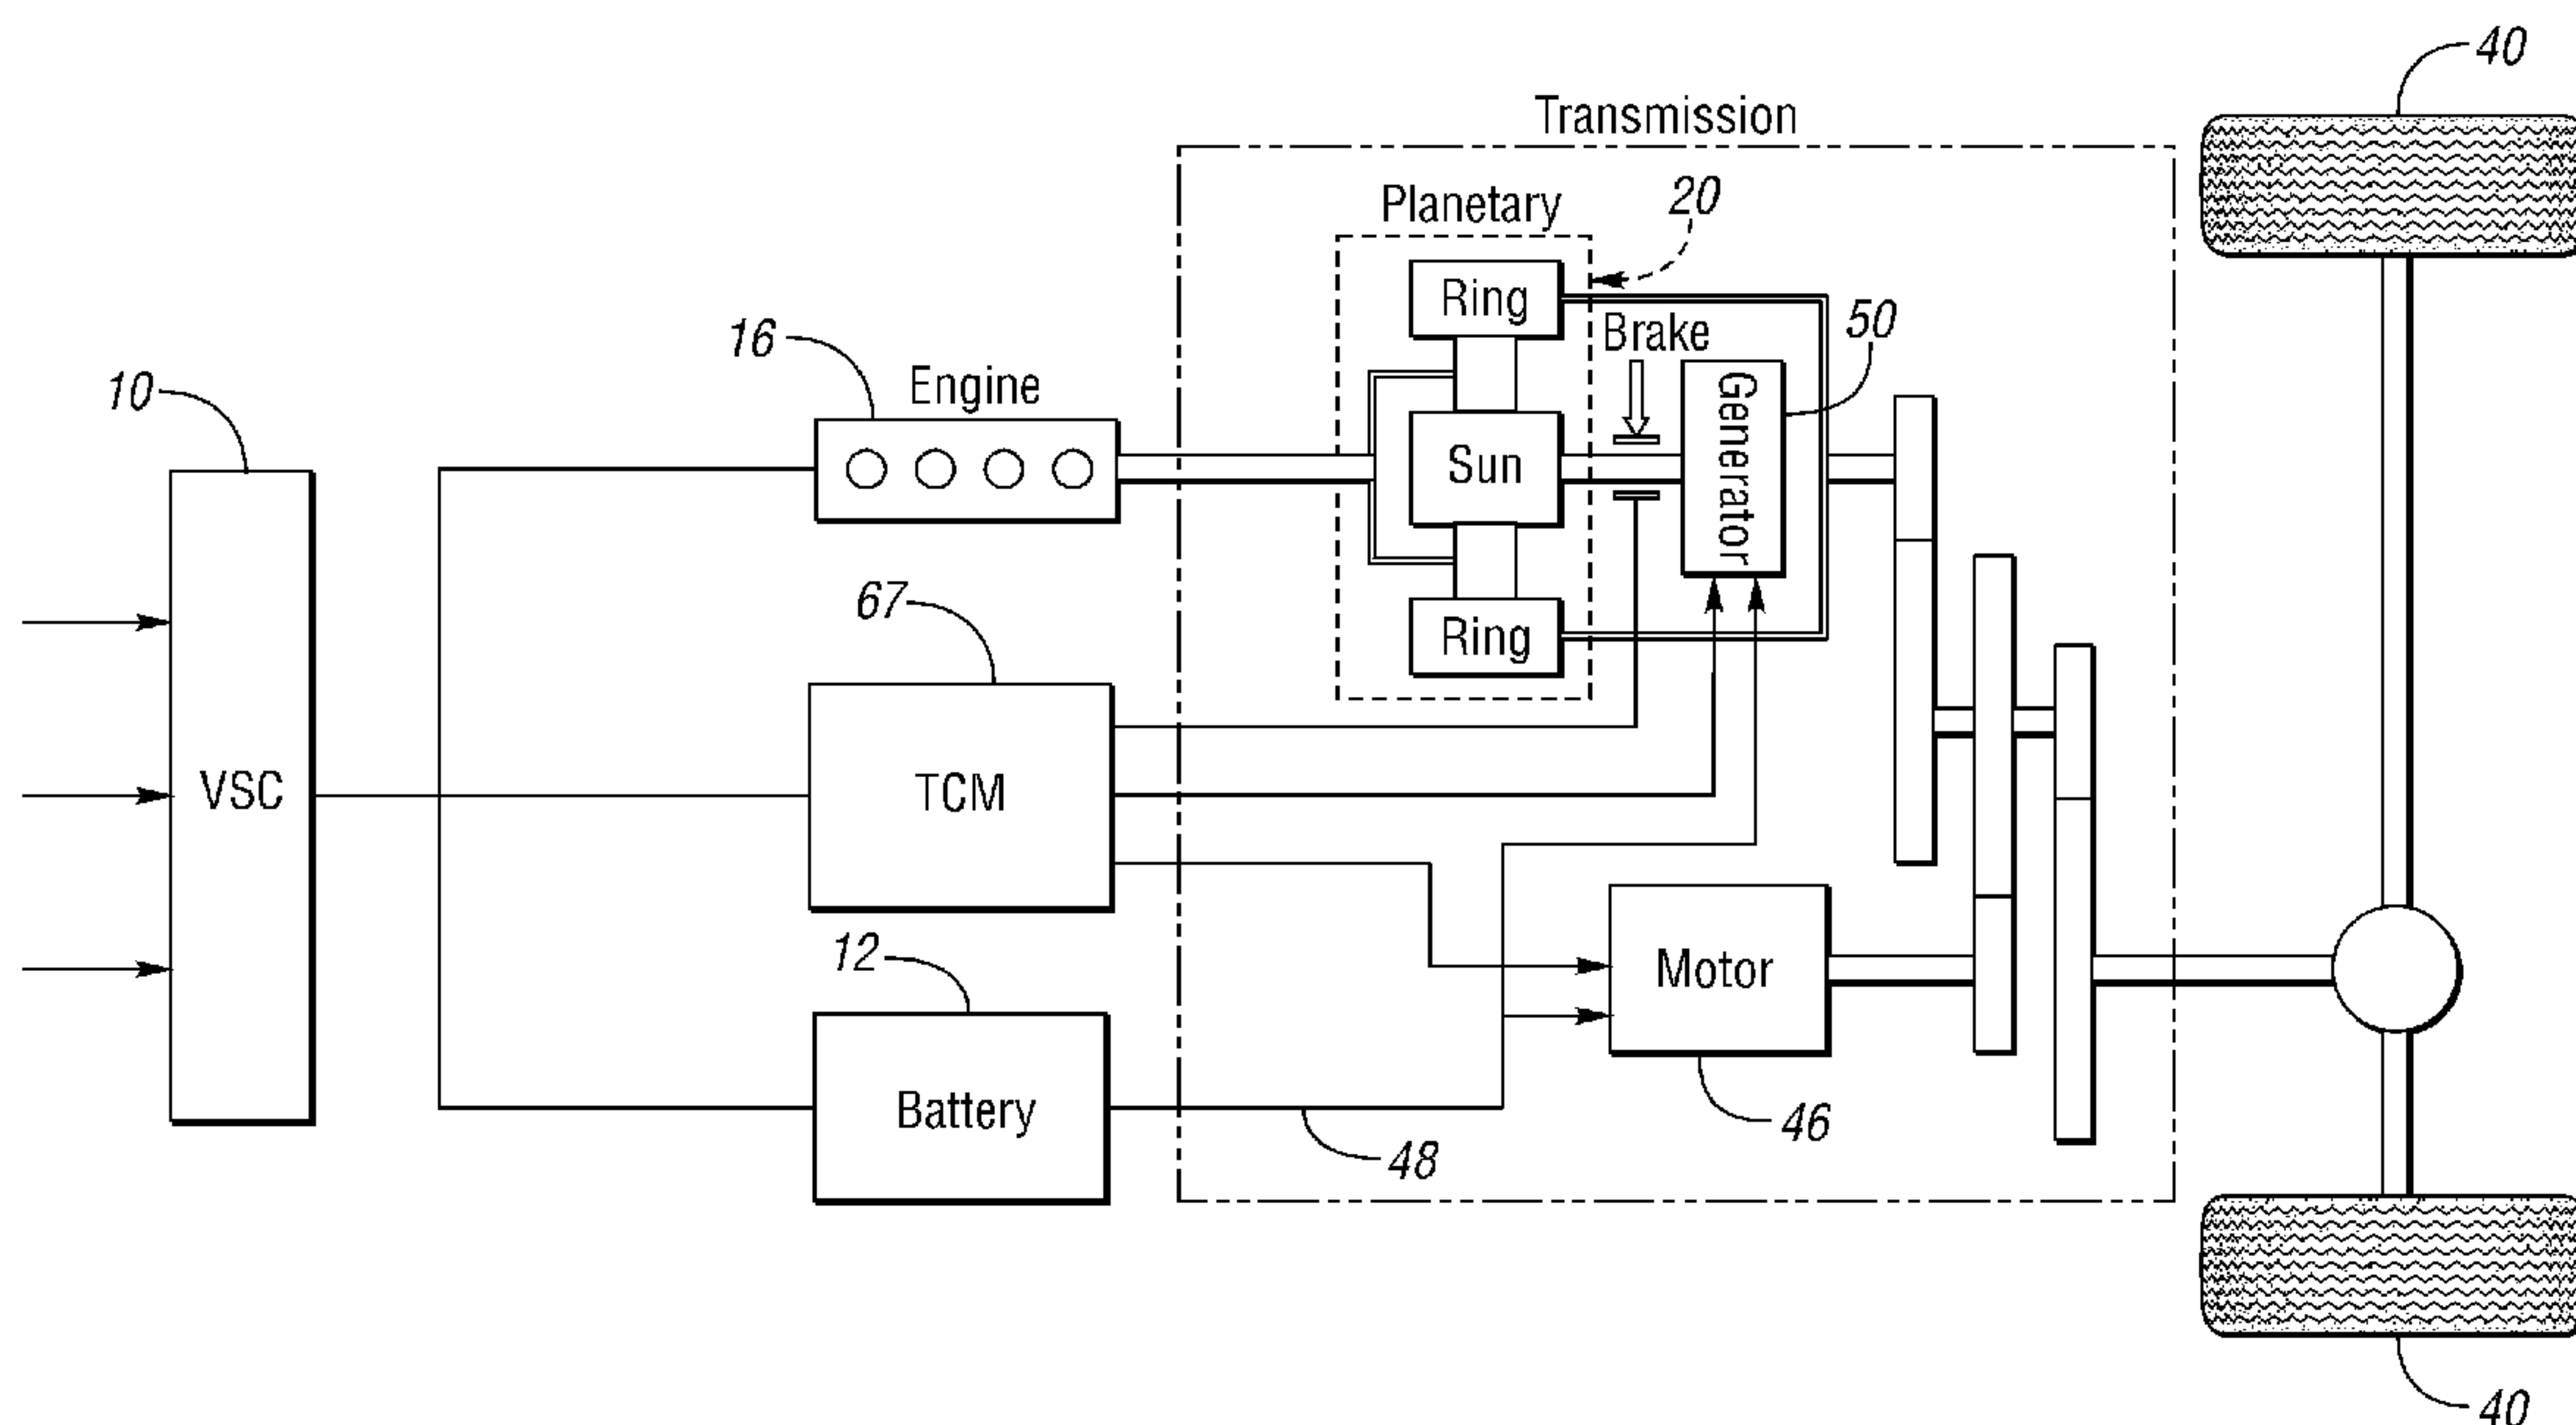 40
Transmission
Planetary
20
Ring
Brake
50
16
Engine
Generator
10
Sun
67
Ring
VSC
TCM
12
Motor
Battery
46
48
40